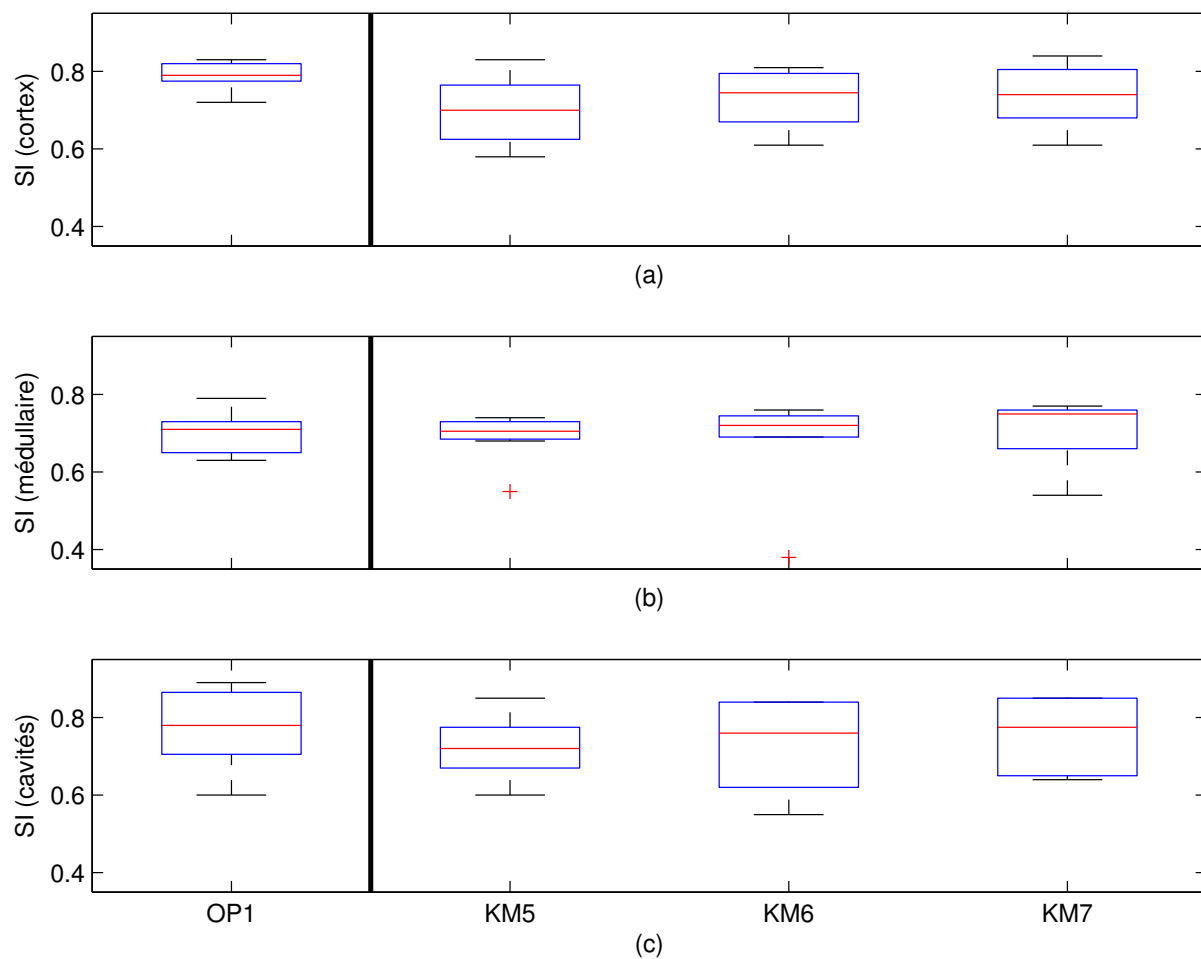 SI (cortex)
0.8
0.6
0.4
(a)
SI (médullaire)
0.8
0.6
0.4
(b)
SI (cavités)
0.8
0.6
0.4
OP1 KM5 KM6 KM7
(c)